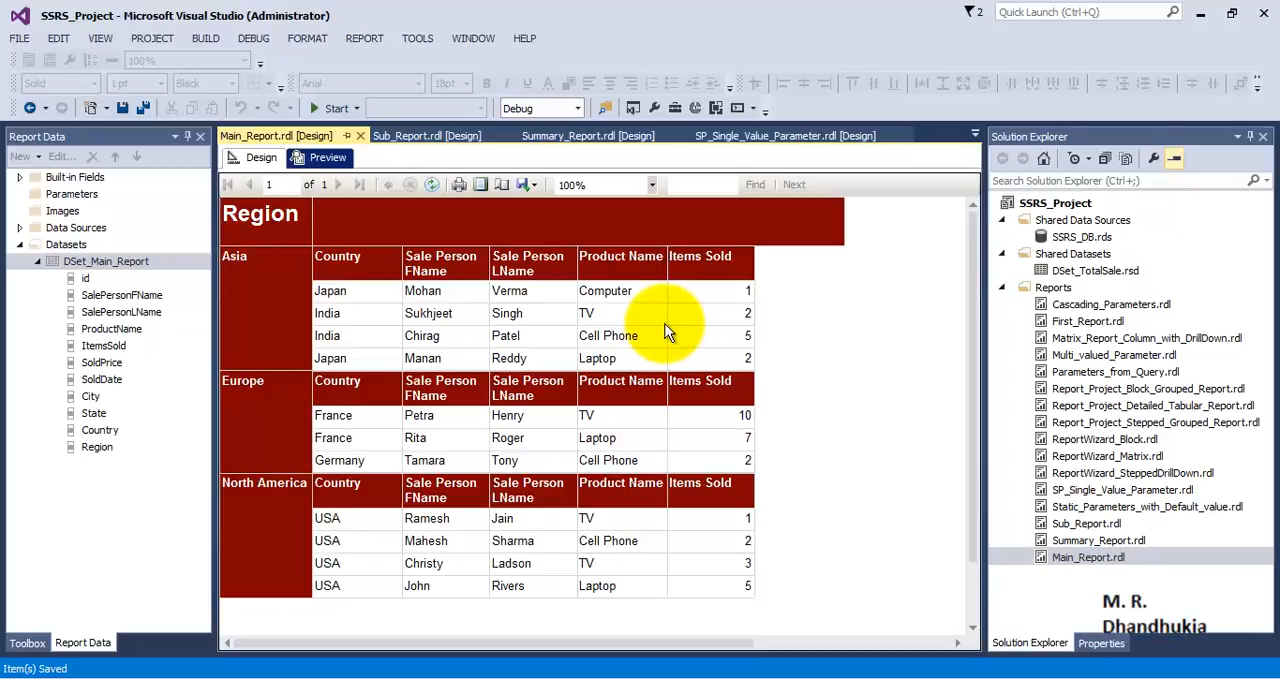 SSRS_Project - Microsoft Visual Studio (Administrator)
2
Quick Launch (Ctrl+Q)
FILE EDIT VIEW PROJECT BUILD DEBUG FORMAT REPORT TOOLS WINDOW HELP
100%
Solid 1 pt Black Arial 18pt B I U A
Start Debug
Report Data
Main_Report.rdl [Design] Sub_Report.rdl [Design] Summary_Report.rdl [Design] SP_Single_Value_Parameter.rdl [Design]
Solution Explorer
New Edit...
Design Preview
1 of 1 100% Find Next
Search Solution Explorer (Ctrl+;)
Built-in Fields
Parameters
Images
Data Sources
Datasets
DSet_Main_Report
id
SalePersonFName
SalePersonLName
ProductName
ItemsSold
SoldPrice
SoldDate
City
State
Country
Region
Toolbox Report Data
Region
Asia Country Sale Person FName Sale Person LName Product Name Items Sold
Japan Mohan Verma Computer 1
India Sukhjeet Singh TV 2
India Chirag Patel Cell Phone 5
Japan Manan Reddy Laptop 2
Europe Country Sale Person FName Sale Person LName Product Name Items Sold
France Petra Henry TV 10
France Rita Roger Laptop 7
Germany Tamara Tony Cell Phone 2
North America Country Sale Person FName Sale Person LName Product Name Items Sold
USA Ramesh Jain TV 1
USA Mahesh Sharma Cell Phone 2
USA Christy Ladson TV 3
USA John Rivers Laptop 5
SSRS_Project
Shared Data Sources
SSRS_DB.rds
Shared Datasets
DSet_TotalSale.rsd
Reports
Cascading_Parameters.rdl
First_Report.rdl
Matrix_Report_Column_with_DrillDown.rdl
Multi_valued_Parameter.rdl
Parameters_from_Query.rdl
Report_Project_Block_Grouped_Report.rdl
Report_Project_Detailed_Tabular_Report.rdl
Report_Project_Stepped_Grouped_Report.rdl
ReportWizard_Block.rdl
ReportWizard_Matrix.rdl
ReportWizard_SteppedDrillDown.rdl
SP_Single_Value_Parameter.rdl
Static_Parameters_with_Default_value.rdl
Sub_Report.rdl
Summary_Report.rdl
Main_Report.rdl
M. R.
Dhandhukia
Solution Explorer Properties
Item(s) Saved